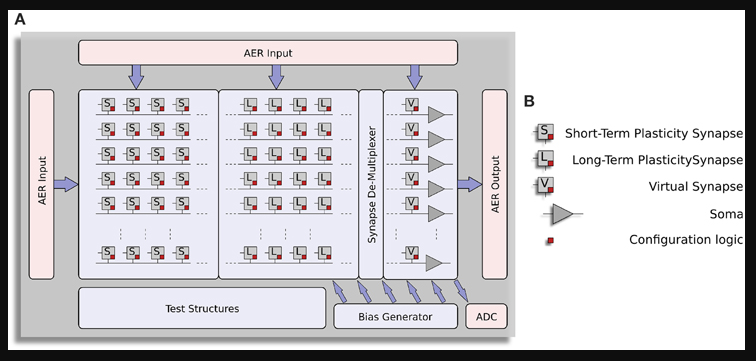 A
AER Input
AER Input
S S S S L L L L V
S S S S L L L L V
S S S S L L L L V
S S S S L L L L V
S S S S L L L L V
S S S S L L L L V
Synapse De-Multiplexer
AER Output
Test Structures
Bias Generator
ADC
B
S Short-Term Plasticity Synapse
L Long-Term PlasticitySynapse
V Virtual Synapse
Soma
Configuration logic